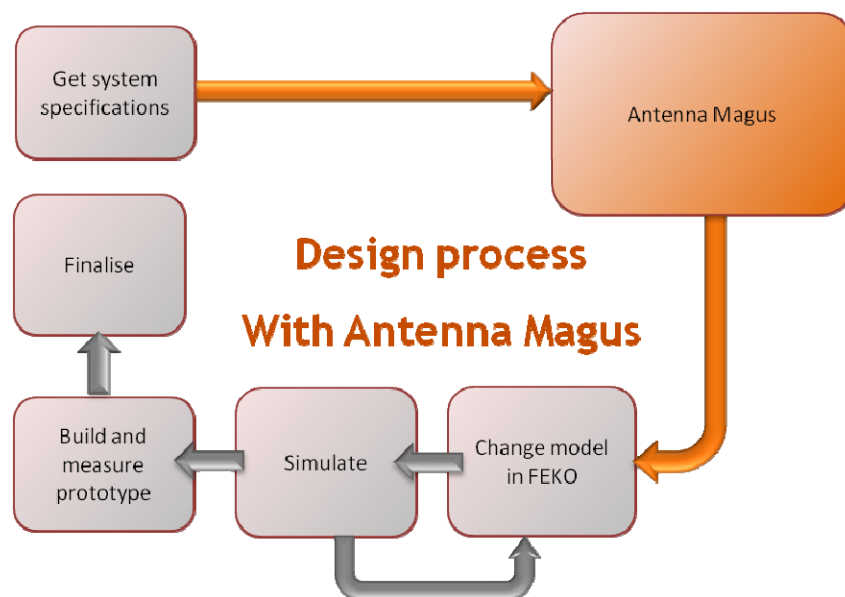 Get system
specifications
Antenna Magus
Finalise
Design process
With Antenna Magus
Build and
measure
prototype
Simulate
Change model
in FEKO